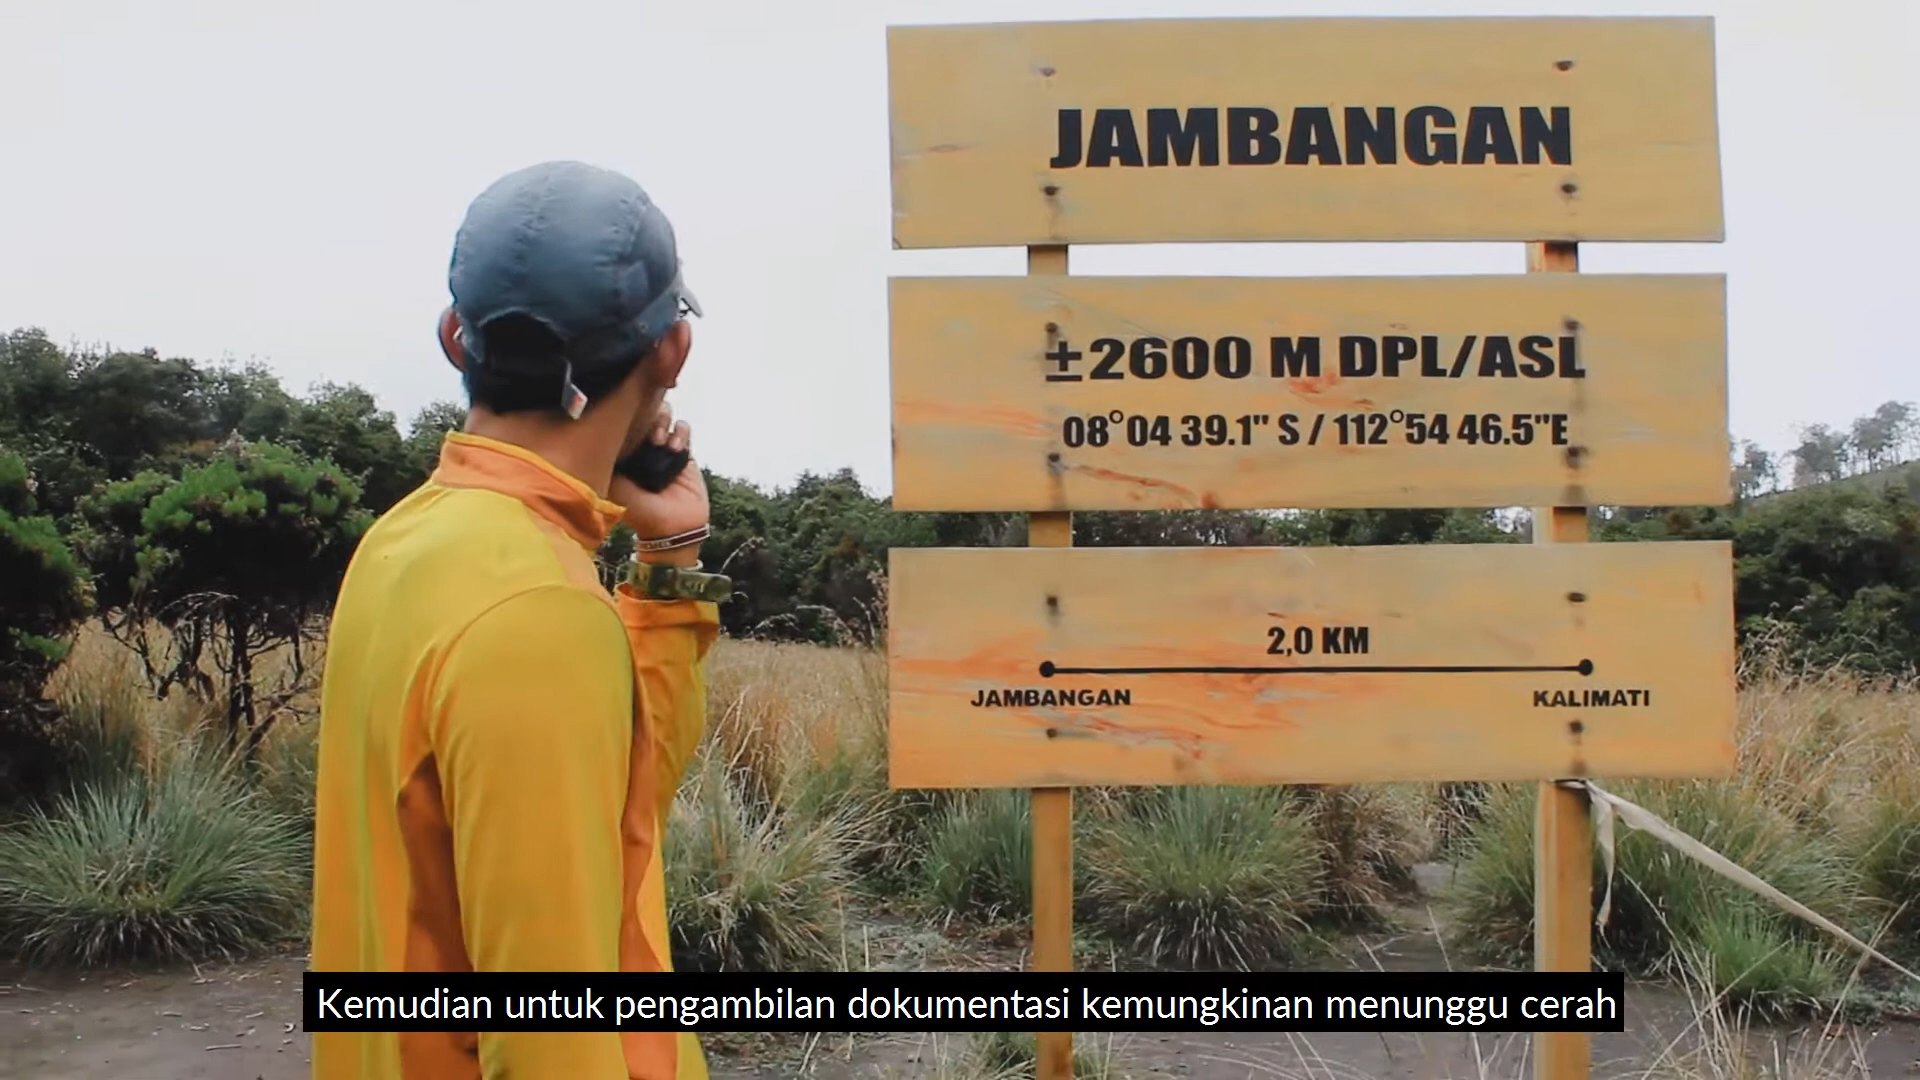 JAMBANGAN
±2600 M DPL/ASL
08°04 39.1" S / 112°54 46.5"E
2,0 KM
JAMBANGAN KALIMATI
Kemudian untuk pengambilan dokumentasi kemungkinan menunggu cerah